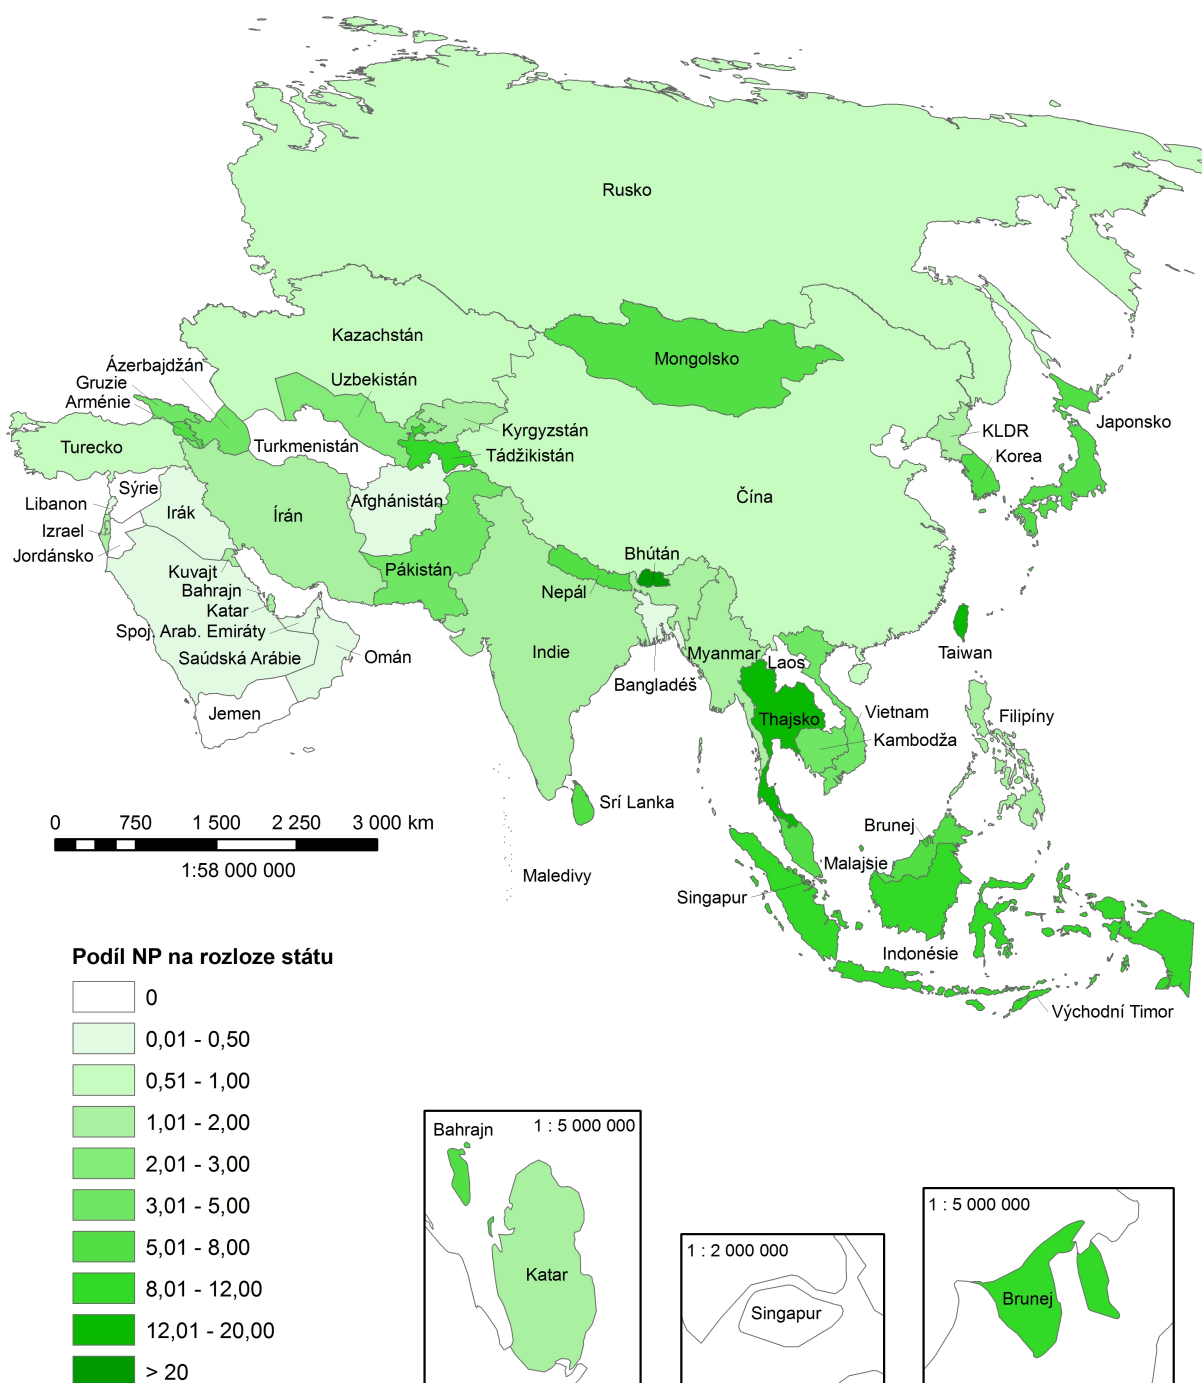 Rusko
Kazachstán
Mongolsko
Ázerbajdžán
Gruzie
Arménie
Uzbekistán
Turecko
Turkmenistán
Kyrgyzstán
Tádžikistán
KLDR
Japonsko
Korea
Sýrie
Libanon
Irák
Afghánistán
Čína
Írán
Izrael
Jordánsko
Kuvajt
Pákistán
Bhútán
Bahrajn
Nepál
Katar
Spoj. Arab. Emiráty
Saúdská Arábie
Omán
Indie
Myanmar
Laos
Taiwan
Bangladéš
Jemen
Thajsko
Vietnam
Filipíny
Kambodža
Srí Lanka
0 750 1 500 2 250 3 000 km
1:58 000 000
Brunej
Maledivy
Malajsie
Singapur
Indonésie
Východní Timor
Podíl NP na rozloze státu
0
0,01 - 0,50
0,51 - 1,00
1,01 - 2,00
2,01 - 3,00
3,01 - 5,00
5,01 - 8,00
8,01 - 12,00
12,01 - 20,00
> 20
Bahrajn
1 : 5 000 000
Katar
1 : 2 000 000
Singapur
1 : 5 000 000
Brunej